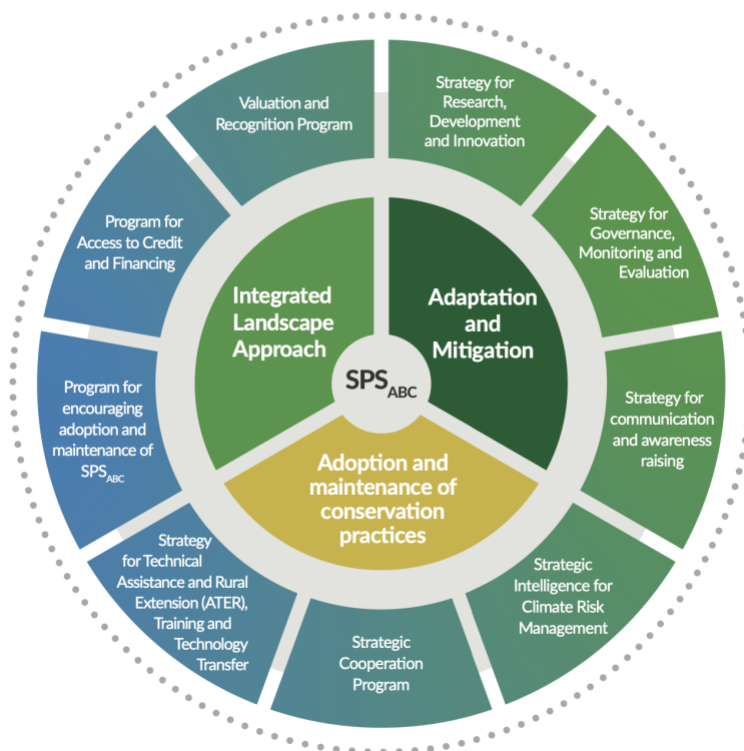 Valuation and
Recognition Program
Strategy for
Research,
Development
and Innovation
Strategy for
Governance,
Monitoring and
Evaluation
Strategy for
communication
and awareness
raising
Strategic
Intelligence for
Climate Risk
Management
Strategic
Cooperation
Program
Strategy
for Technical
Assistance and Rural
Extension (ATER),
Training and
Technology
Transfer
Program for
encouraging
adoption and
maintenance of
SPS_ABC
Program for
Access to Credit
and Financing
Integrated
Landscape
Approach
Adaptation
and
Mitigation
SPS_ABC
Adoption and
maintenance of
conservation
practices